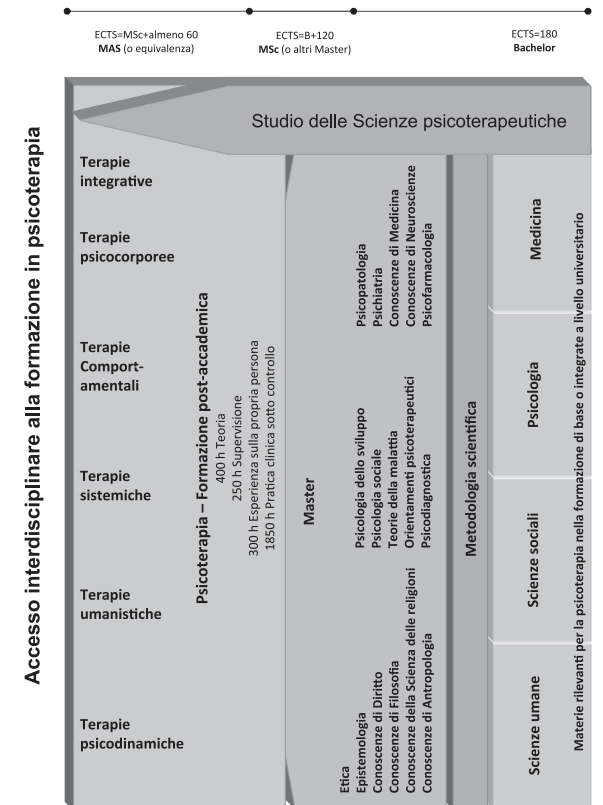 ECTS=MSc+almeno 60
MAS (o equivalenza)
ECTS=B+120
MSc (o altri Master)
ECTS=180
Bachelor
Accesso interdisciplinare alla formazione in psicoterapia
Studio delle Scienze psicoterapeutiche
Terapie
integrative
Terapie
psicocorporee
Terapie
Comport-
amentali
Terapie
sistemiche
Terapie
umanistiche
Terapie
psicodinamiche
Psicoterapia – Formazione post-accademica
400 h Teoria
250 h Supervisione
300 h Esperienza sulla propria persona
1850 h Pratica clinica sotto controllo
Master
Psicopatologia
Psichiatria
Conoscenze di Medicina
Conoscenze di Neuroscienze
Psicofarmacologia
Psicologia dello sviluppo
Psicologia sociale
Teorie della malattia
Orientamenti psicoterapeutici
Psicodiagnostica
Etica
Epistemologia
Conoscenze di Diritto
Conoscenze di Filosofia
Conoscenze della Scienza delle religioni
Conoscenze di Antropologia
Metodologia scientifica
Medicina
Psicologia
Scienze sociali
Scienze umane
Materie rilevanti per la psicoterapia nella formazione di base o integrate a livello universitario